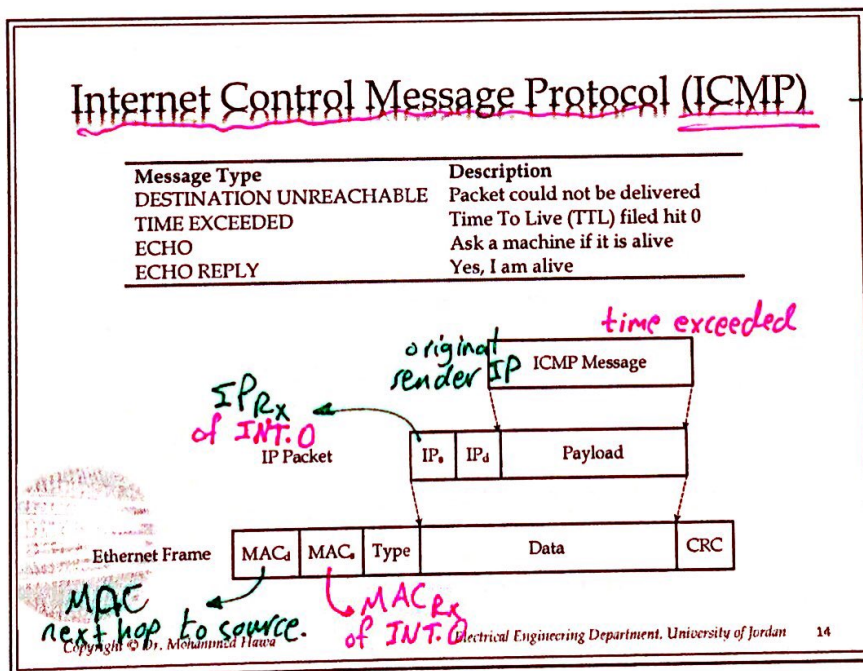 Internet Control Message Protocol (ICMP)
Message Type Description
DESTINATION UNREACHABLE Packet could not be delivered
TIME EXCEEDED Time To Live (TTL) filed hit 0
ECHO Ask a machine if it is alive
ECHO REPLY Yes, I am alive
time exceeded
original
sender IP
ICMP Message
IP Rx
of INT.0
IP Packet
IPs IPd Payload
Ethernet Frame MACd MACs Type Data CRC
MAC
next hop to source.
MAC Rx
of INT.0
Copyright © Dr. Mohammed Hawa Electrical Engineering Department, University of Jordan 14